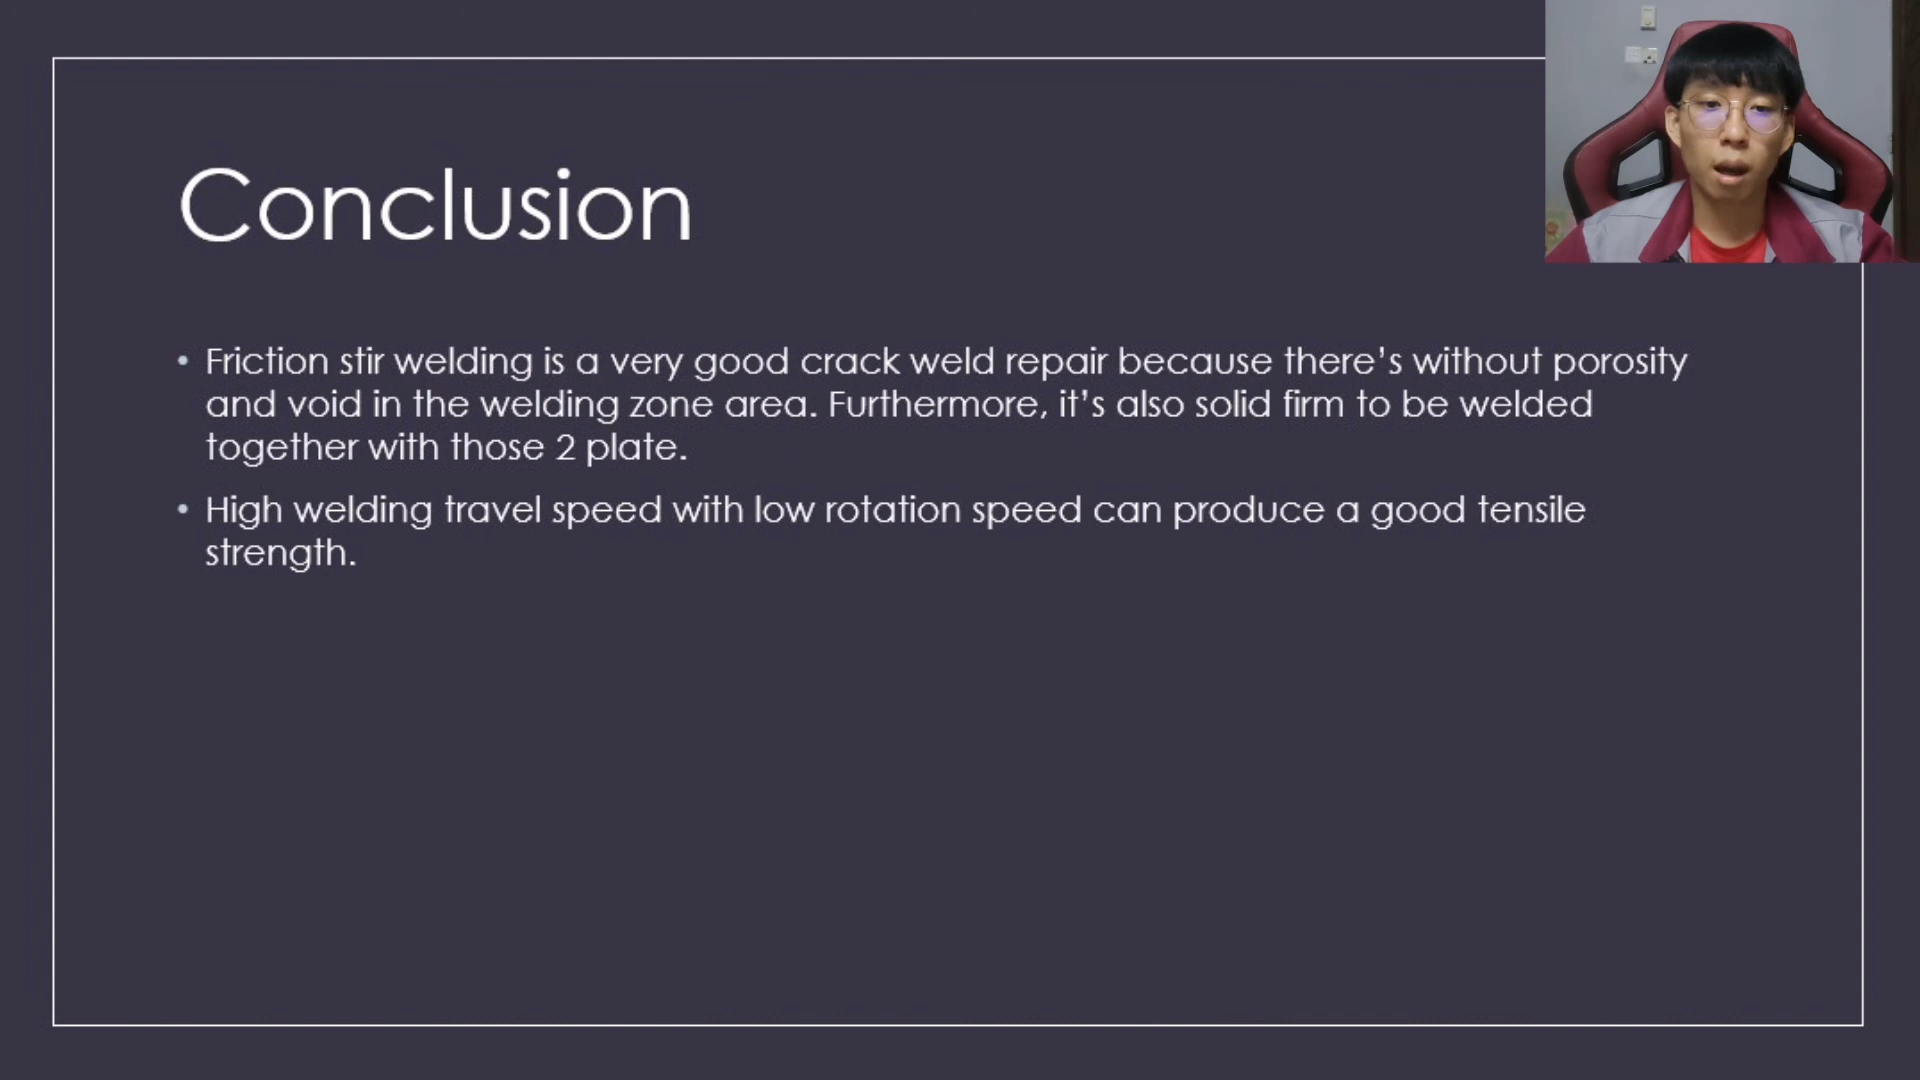 Conclusion
• Friction stir welding is a very good crack weld repair because there’s without porosity
and void in the welding zone area. Furthermore, it’s also solid firm to be welded
together with those 2 plate.
• High welding travel speed with low rotation speed can produce a good tensile
strength.